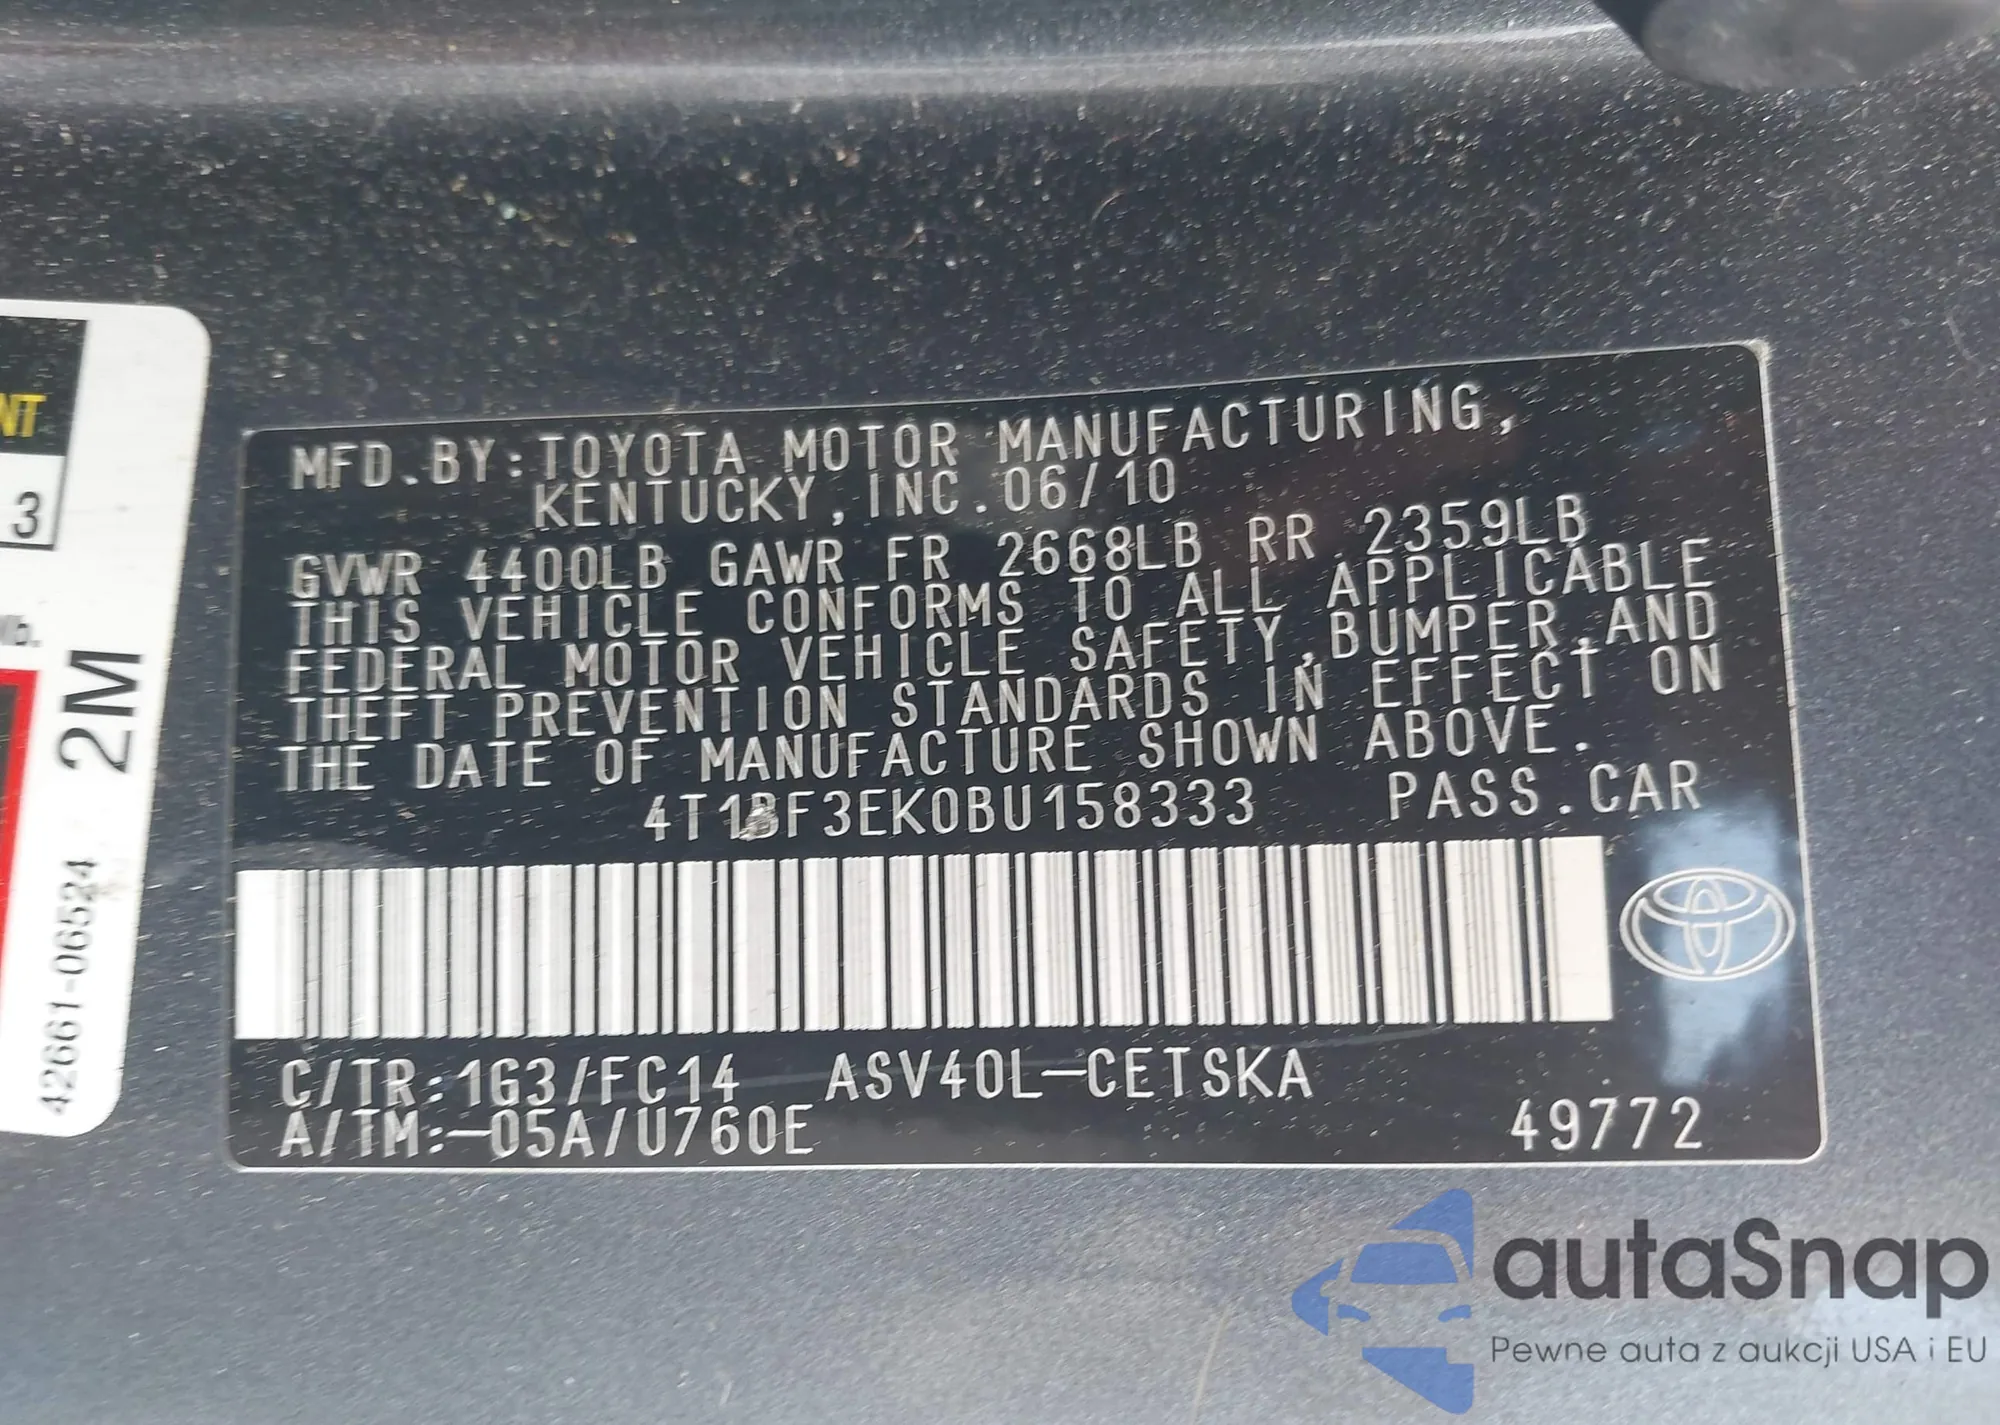 MFD.BY:TOYOTA MOTOR MANUFACTURING,
KENTUCKY,INC.06/10
GVWR 4400LB GAWR FR 2668LB RR 2359LB
THIS VEHICLE CONFORMS TO ALL APPLICABLE
FEDERAL MOTOR VEHICLE SAFETY,BUMPER,AND
THEFT PREVENTION STANDARDS IN EFFECT ON
THE DATE OF MANUFACTURE SHOWN ABOVE.
4T1BF3EK0BU158333 PASS.CAR
C/TR:1G3/FC14 ASV40L-CETSKA
A/TM:-05A/U760E 49772
NT
3
42661-06524 2M
autaSnap
Pewne auta z aukcji USA i EU